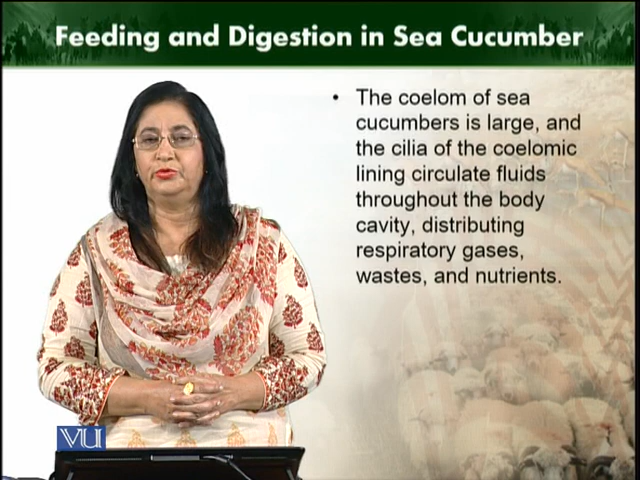 Feeding and Digestion in Sea Cucumber
• The coelom of sea
cucumbers is large, and
the cilia of the coelomic
lining circulate fluids
throughout the body
cavity, distributing
respiratory gases,
wastes, and nutrients.
VU